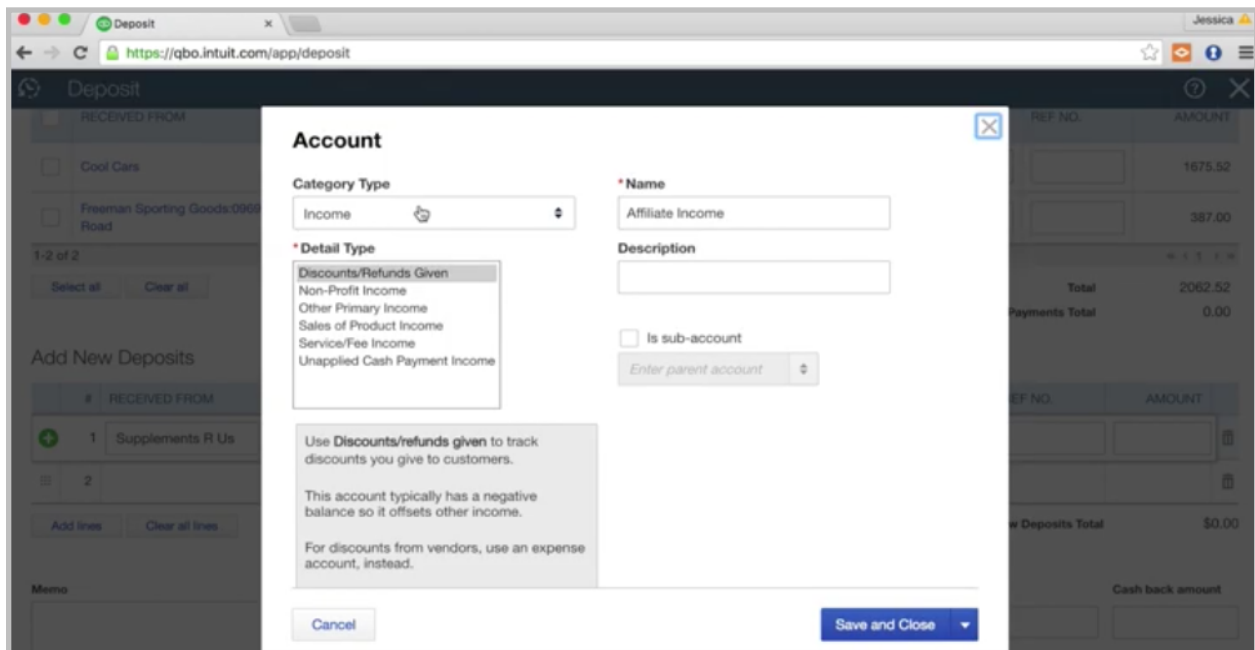 Deposit
Jessica
https://qbo.intuit.com/app/deposit
Deposit
RECEIVED FROM
REF NO.
AMOUNT
Cool Cars
1675.52
Freeman Sporting Goods:0969
Road
387.00
1-2 of 2
1
Select all
Clear all
Total
2062.52
Payments Total
0.00
Add New Deposits
# RECEIVED FROM
EF NO.
AMOUNT
1 Supplements R Us
2
Add lines
Clear all lines
w Deposits Total
$0.00
Memo
Cash back amount
Account
Category Type
Income
*Detail Type
Discounts/Refunds Given
Non-Profit Income
Other Primary Income
Sales of Product Income
Service/Fee Income
Unapplied Cash Payment Income
Use Discounts/refunds given to track
discounts you give to customers.
This account typically has a negative
balance so it offsets other income.
For discounts from vendors, use an expense
account, instead.
*Name
Affiliate Income
Description
Is sub-account
Enter parent account
Cancel
Save and Close